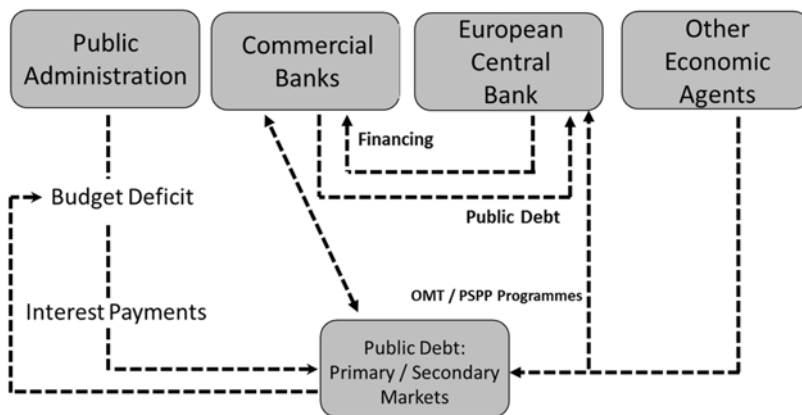 Public
Administration
Commercial
Banks
European
Central
Bank
Other
Economic
Agents
Financing
Budget Deficit
Public Debt
OMT / PSPP Programmes
Interest Payments
Public Debt:
Primary / Secondary
Markets